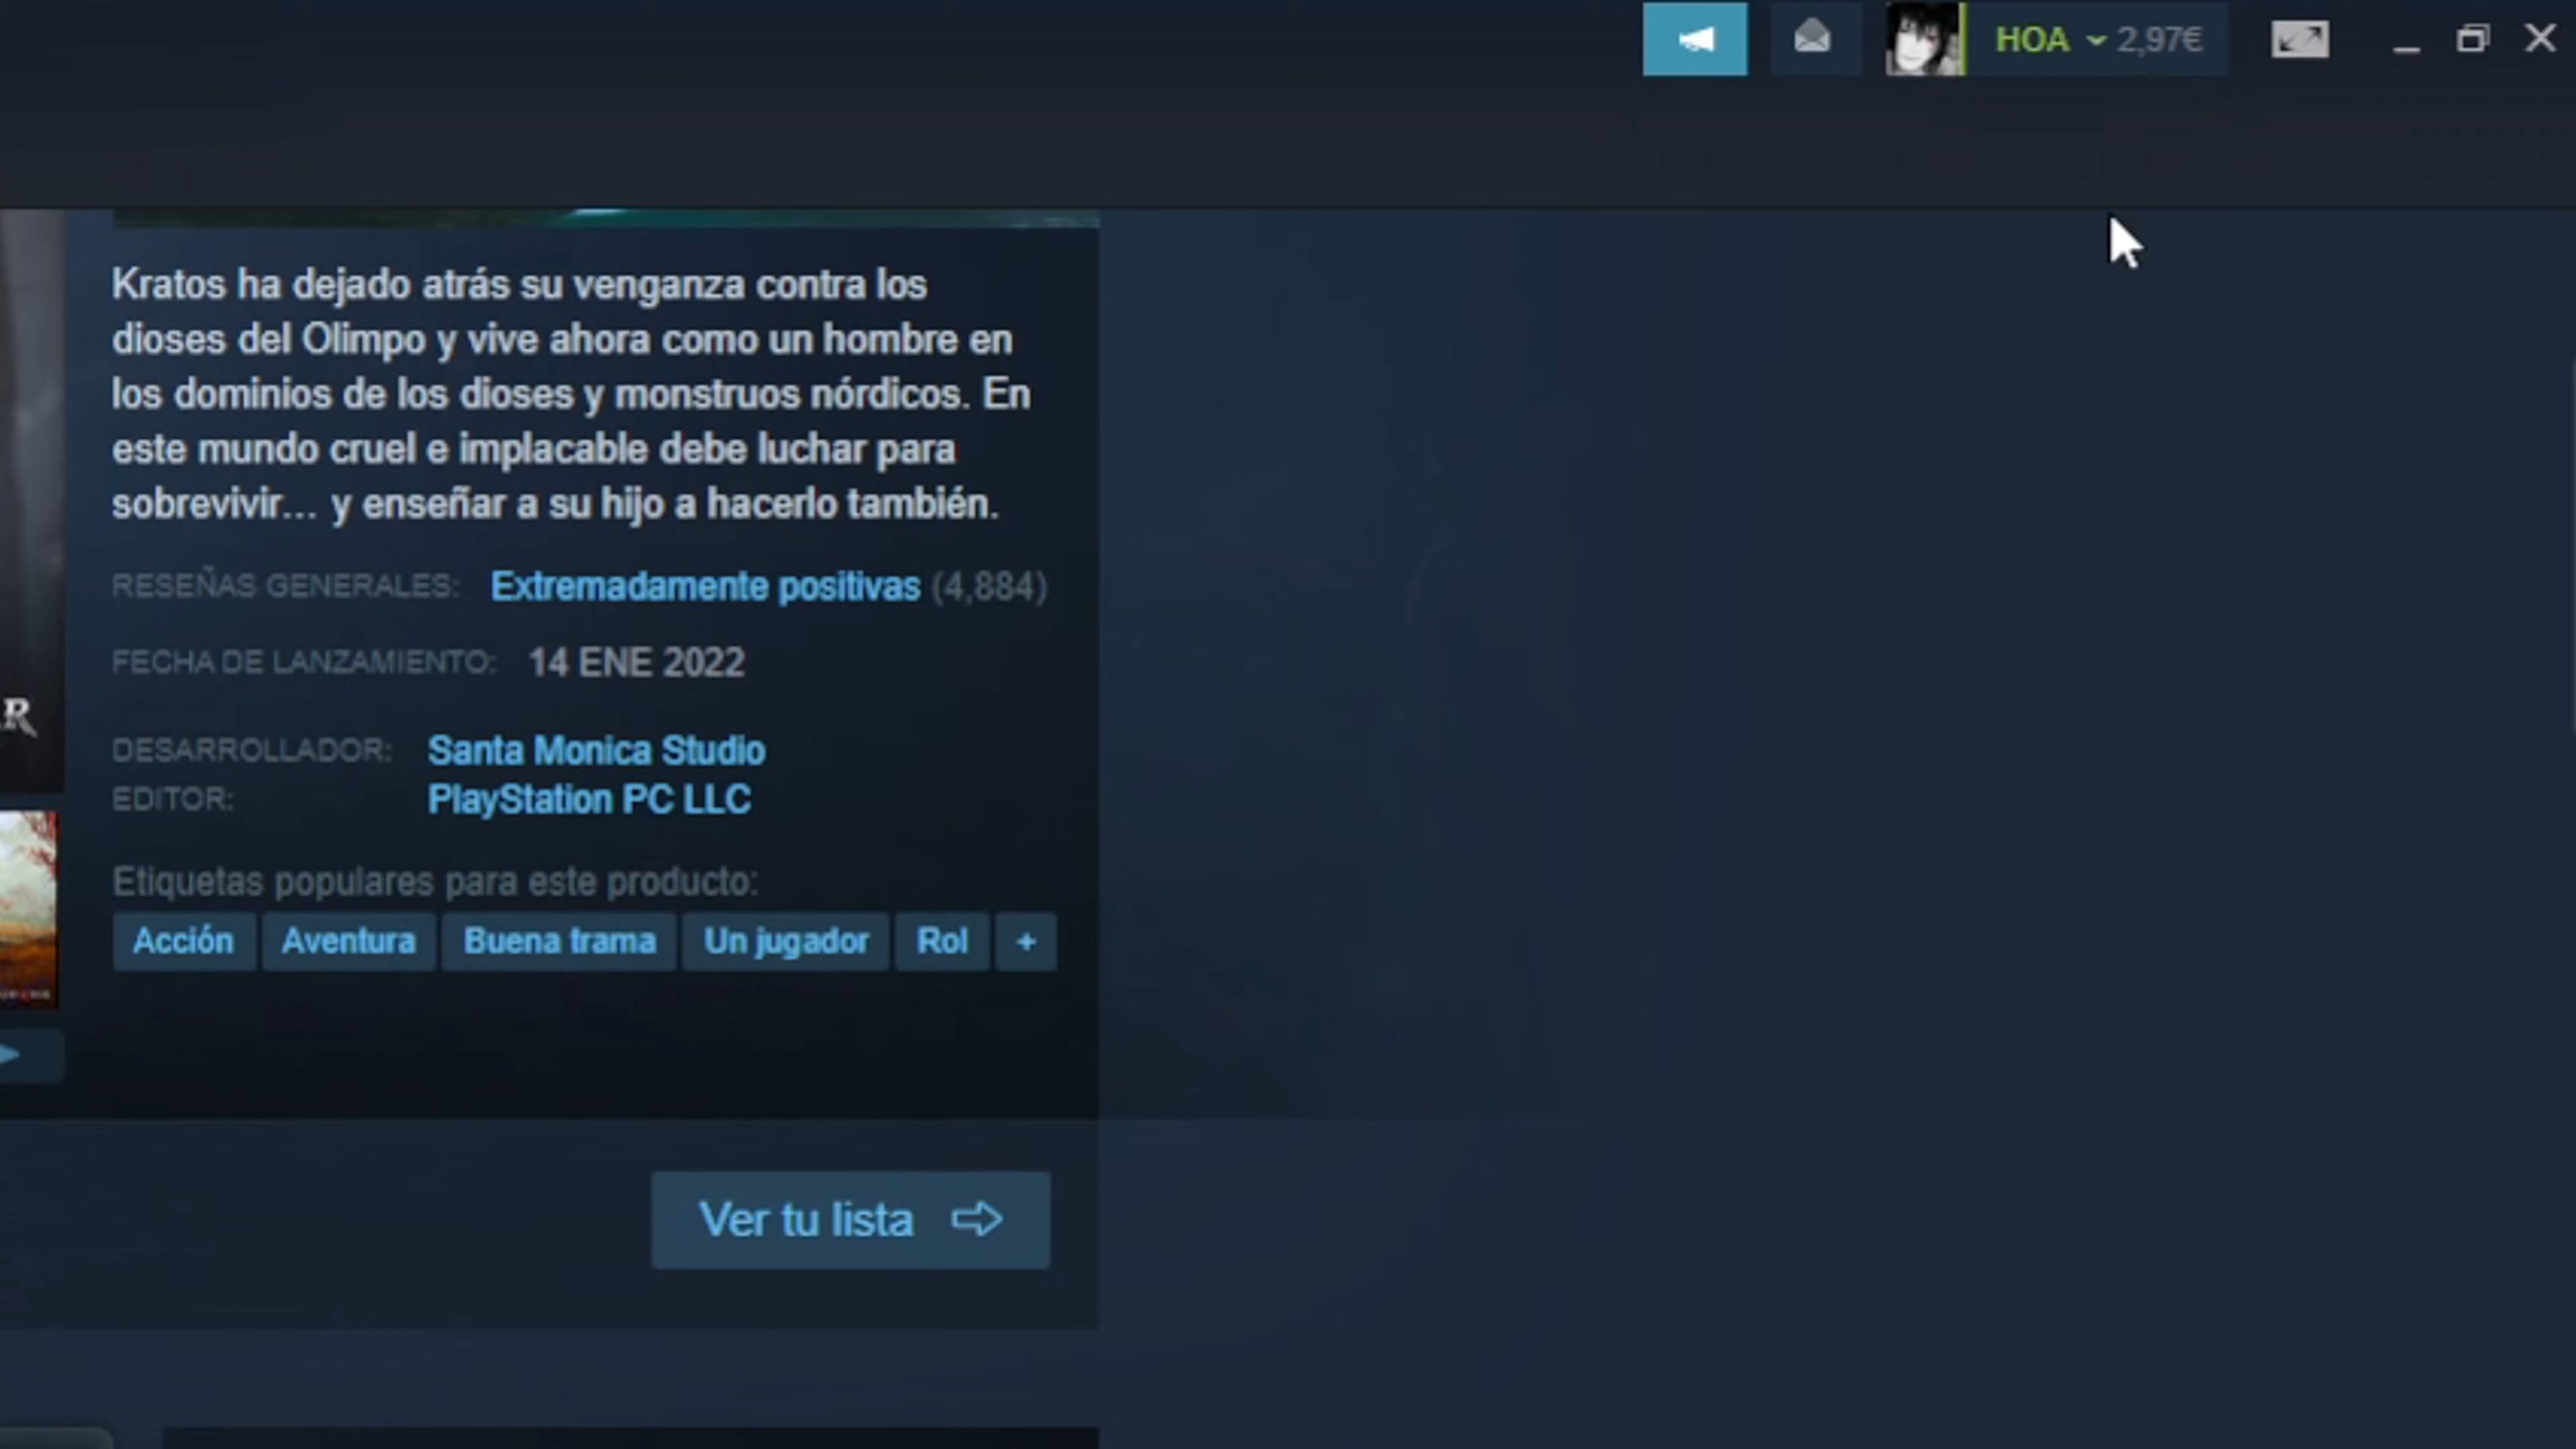 HOA 2,97€
Kratos ha dejado atrás su venganza contra los
dioses del Olimpo y vive ahora como un hombre en
los dominios de los dioses y monstruos nórdicos. En
este mundo cruel e implacable debe luchar para
sobrevivir... y enseñar a su hijo a hacerlo también.
RESEÑAS GENERALES: Extremadamente positivas (4,884)
FECHA DE LANZAMIENTO: 14 ENE 2022
R
DESARROLLADOR: Santa Monica Studio
EDITOR: PlayStation PC LLC
Etiquetas populares para este producto:
Acción Aventura Buena trama Un jugador Rol +
Ver tu lista